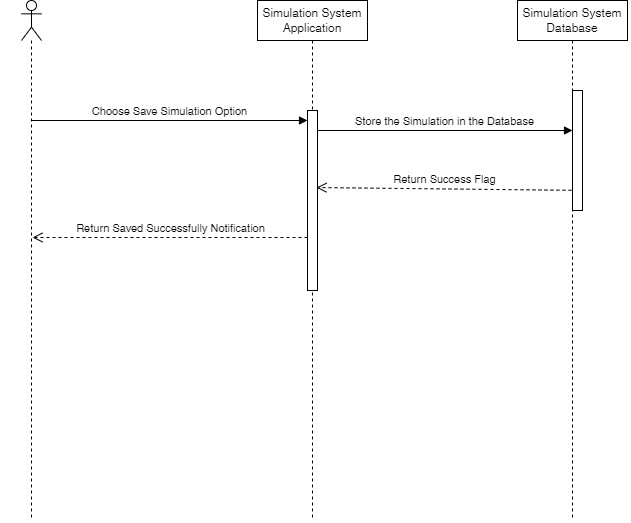 Simulation System
Application
Simulation System
Database
Choose Save Simulation Option
Store the Simulation in the Database
Return Success Flag
Return Saved Successfully Notification